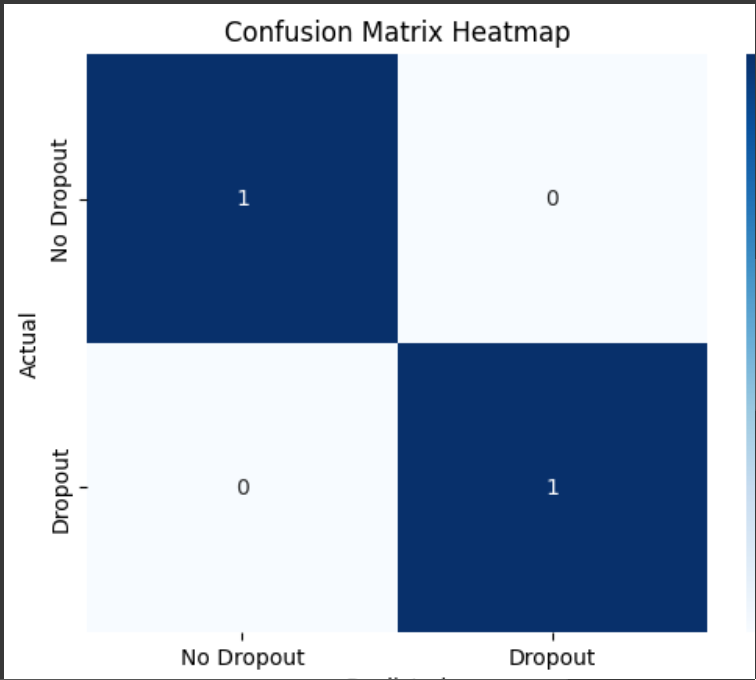 Confusion Matrix Heatmap
No Dropout
1
0
Actual
Dropout
0
1
No Dropout
Dropout